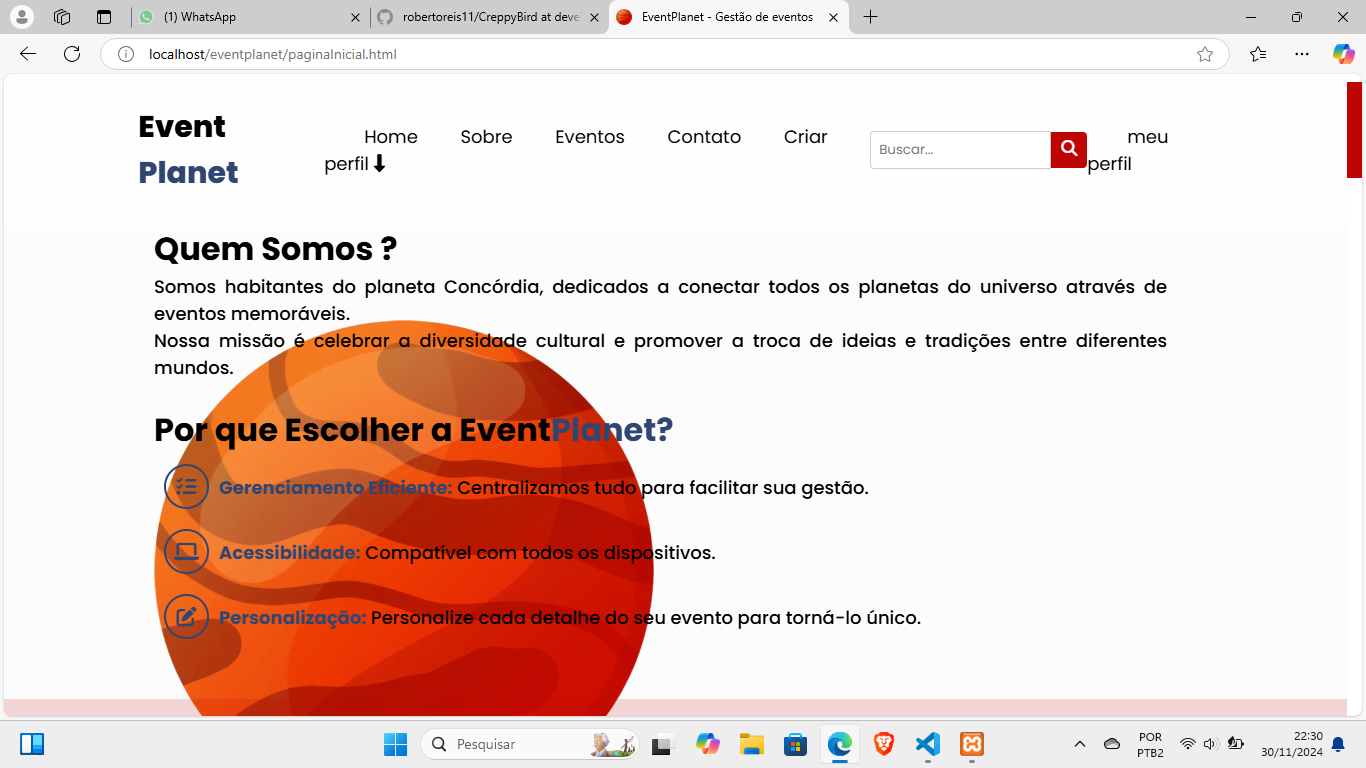 (1) WhatsApp
robertoreis11/CreppyBird at deve
EventPlanet - Gestão de eventos
localhost/eventplanet/paginaInicial.html
Event
Planet
Home Sobre Eventos Contato Criar
perfil
Buscar...
meu
perfil
Quem Somos ?
Somos habitantes do planeta Concórdia, dedicados a conectar todos os planetas do universo através de
eventos memoráveis.
Nossa missão é celebrar a diversidade cultural e promover a troca de ideias e tradições entre diferentes
mundos.
Por que Escolher a EventPlanet?
Gerenciamento Eficiente: Centralizamos tudo para facilitar sua gestão.
Acessibilidade: Compatível com todos os dispositivos.
Personalização: Personalize cada detalhe do seu evento para torná-lo único.
Pesquisar
POR
PTB2
22:30
30/11/2024